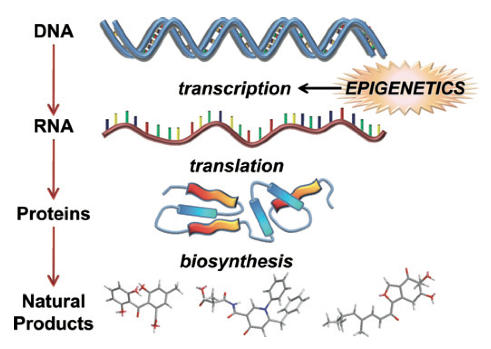 DNA
transcription
EPIGENETICS
RNA
translation
Proteins
biosynthesis
Natural
Products